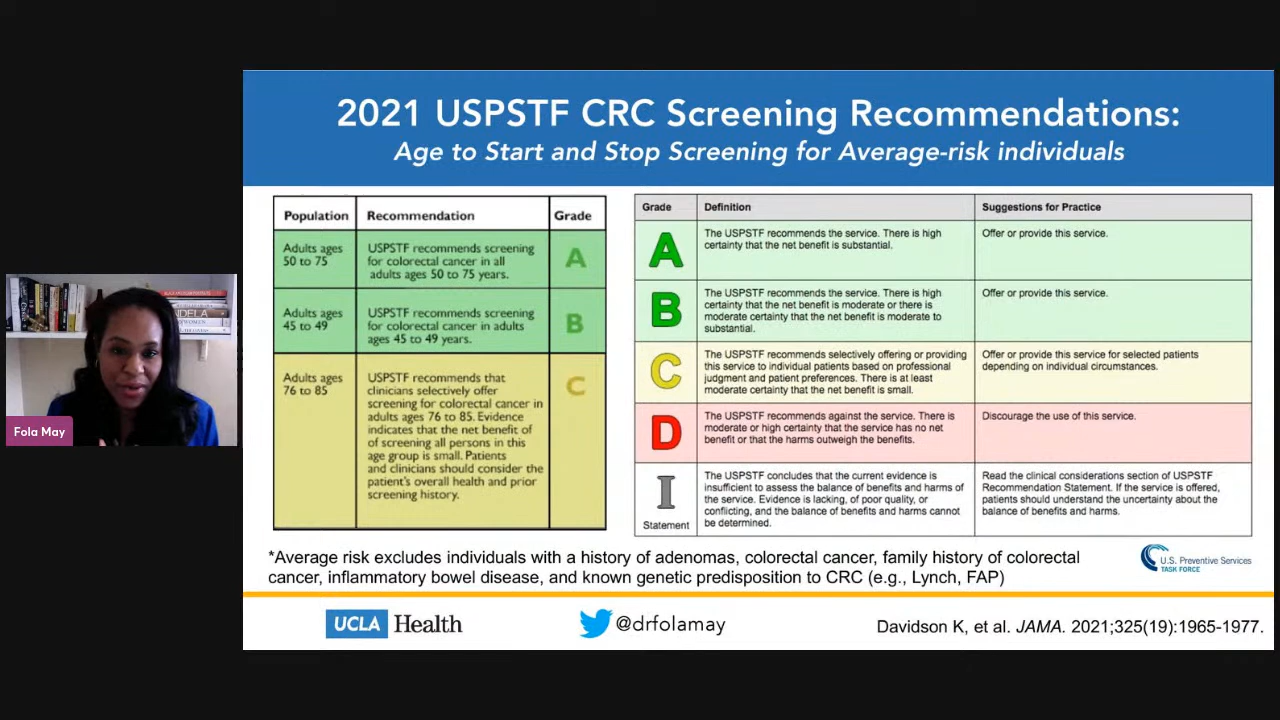 2021 USPSTF CRC Screening Recommendations:
Age to Start and Stop Screening for Average-risk individuals
Population
Recommendation
Grade
Adults ages
50 to 75
USPSTF recommends screening
for colorectal cancer in all
adults ages 50 to 75 years.
A
Adults ages
45 to 49
USPSTF recommends screening
for colorectal cancer in adults
ages 45 to 49 years.
B
Adults ages
76 to 85
USPSTF recommends that
clinicians selectively offer
screening for colorectal cancer in
adults ages 76 to 85. Evidence
indicates that the net benefit of
of screening all persons in this
age group is small. Patients
and clinicians should consider the
patient's overall health and prior
screening history.
C
Grade
Definition
Suggestions for Practice
A
The USPSTF recommends the service. There is high
certainty that the net benefit is substantial.
Offer or provide this service.
B
The USPSTF recommends the service. There is high
certainty that the net benefit is moderate or there is
moderate certainty that the net benefit is moderate to
substantial.
Offer or provide this service.
C
The USPSTF recommends selectively offering or providing
this service to individual patients based on professional
judgment and patient preferences. There is at least
moderate certainty that the net benefit is small.
Offer or provide this service for selected patients
depending on individual circumstances.
D
The USPSTF recommends against the service. There is
moderate or high certainty that the service has no net
benefit or that the harms outweigh the benefits.
Discourage the use of this service.
I
Statement
The USPSTF concludes that the current evidence is
insufficient to assess the balance of benefits and harms of
the service. Evidence is lacking, of poor quality, or
conflicting, and the balance of benefits and harms cannot
be determined.
Read the clinical considerations section of USPSTF
Recommendation Statement. If the service is offered,
patients should understand the uncertainty about the
balance of benefits and harms.
*Average risk excludes individuals with a history of adenomas, colorectal cancer, family history of colorectal
cancer, inflammatory bowel disease, and known genetic predisposition to CRC (e.g., Lynch, FAP)
U.S. Preventive Services
TASK FORCE
UCLA Health
@drfolamay
Davidson K, et al. JAMA. 2021;325(19):1965-1977.
Fola May